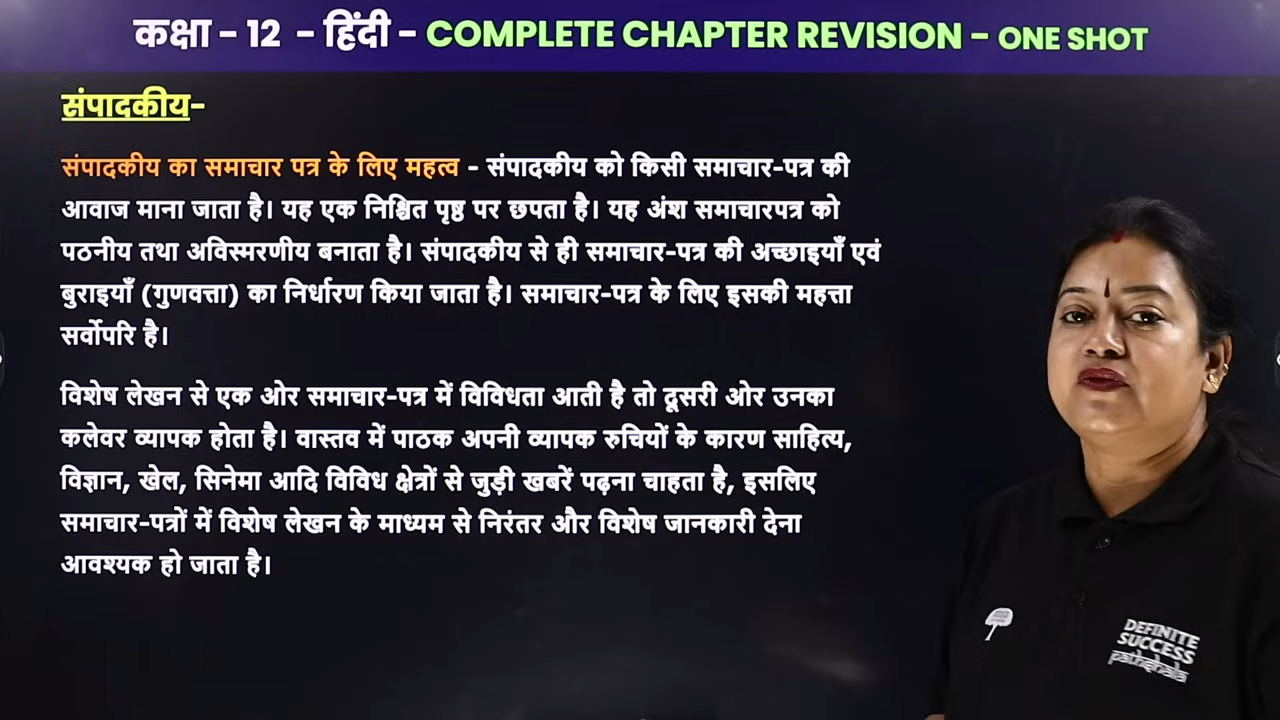 कक्षा - 12 - हिंदी - COMPLETE CHAPTER REVISION - ONE SHOT
संपादकीय-
संपादकीय का समाचार पत्र के लिए महत्व - संपादकीय को किसी समाचार-पत्र की
आवाज माना जाता है। यह एक निश्चित पृष्ठ पर छपता है। यह अंश समाचारपत्र को
पठनीय तथा अविस्मरणीय बनाता है। संपादकीय से ही समाचार-पत्र की अच्छाइयाँ एवं
बुराइयाँ (गुणवत्ता) का निर्धारण किया जाता है। समाचार-पत्र के लिए इसकी महत्ता
सर्वोपरि है।
विशेष लेखन से एक ओर समाचार-पत्र में विविधता आती है तो दूसरी ओर उनका
कलेवर व्यापक होता है। वास्तव में पाठक अपनी व्यापक रुचियों के कारण साहित्य,
विज्ञान, खेल, सिनेमा आदि विविध क्षेत्रों से जुड़ी खबरें पढ़ना चाहता है, इसलिए
समाचार-पत्रों में विशेष लेखन के माध्यम से निरंतर और विशेष जानकारी देना
आवश्यक हो जाता है।
DEFINITE
SUCCESS
pathshala